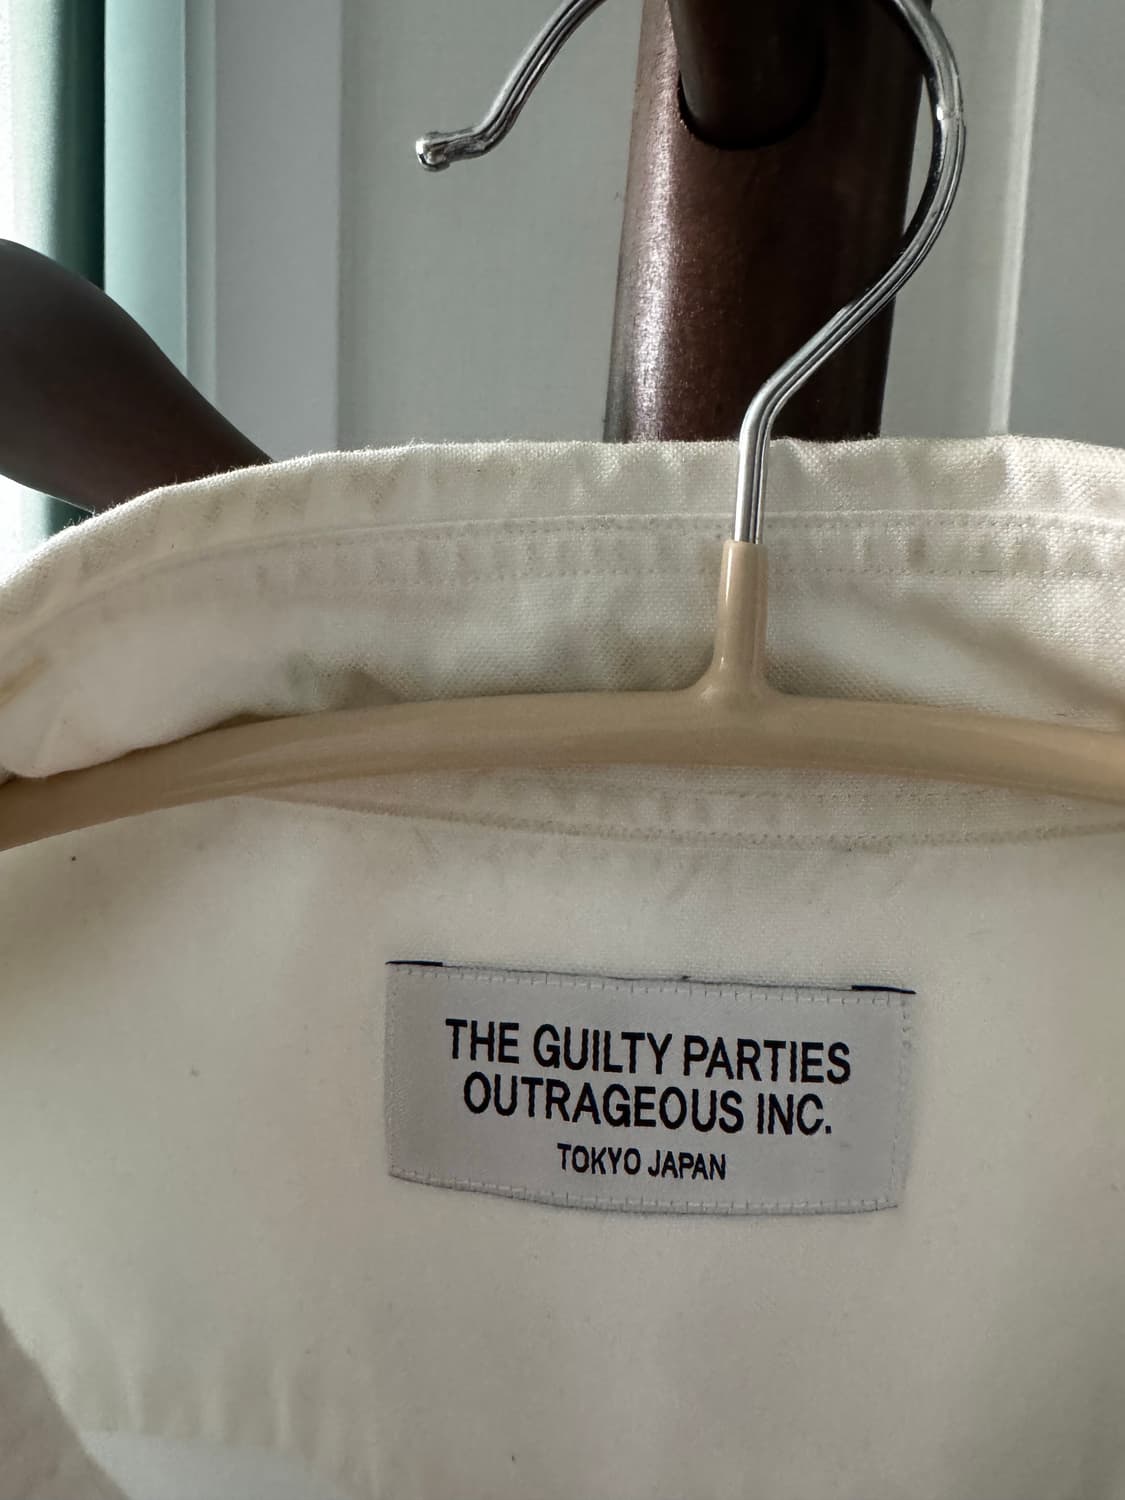 THE GUILTY PARTIES
OUTRAGEOUS INC.
TOKYO JAPAN